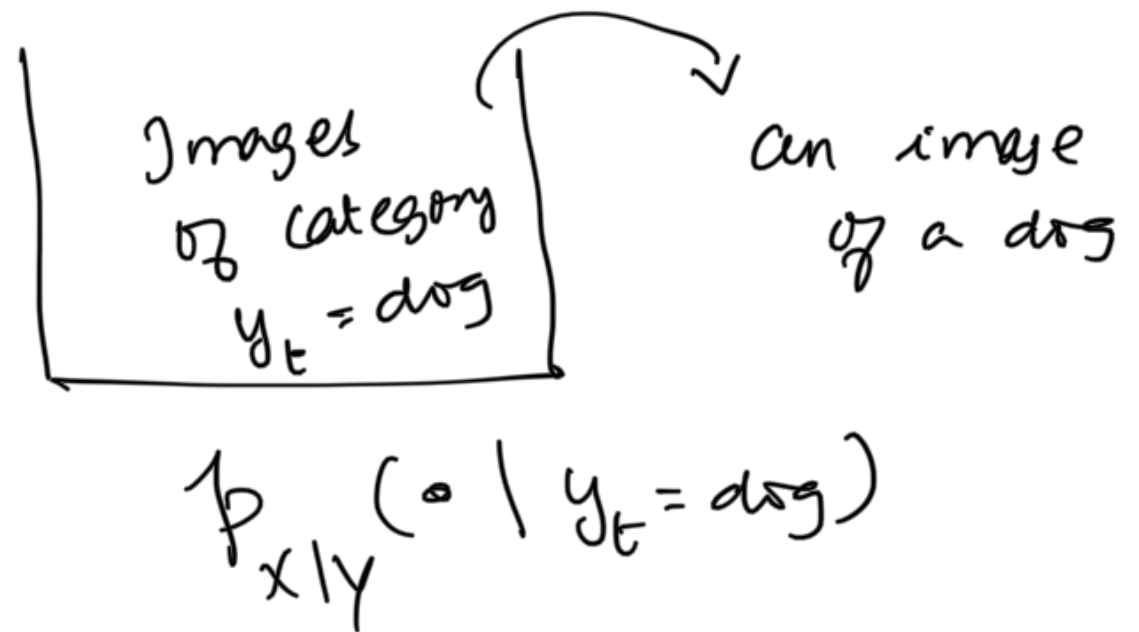 Images
of category
y_t = dog
an image
of a dog
p_{X|Y} (• | y_t = dog)